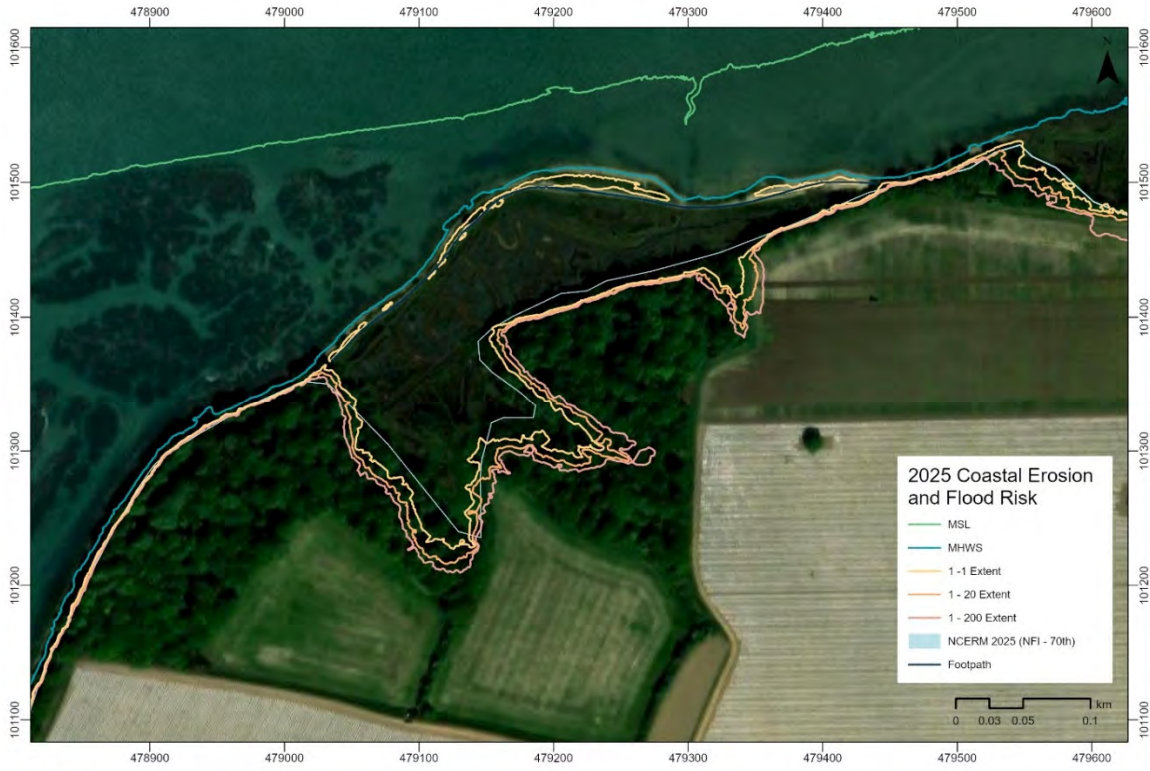 478900 479000 479100 479200 479300 479400 479500 479600
101600 101600
N
101500 101500
101400 101400
101300 101300
101200 101200
101100 101100
2025 Coastal Erosion
and Flood Risk
MSL
MHWS
1 -1 Extent
1 - 20 Extent
1 - 200 Extent
NCERM 2025 (NFI - 70th)
Footpath
km
0 0.03 0.05 0.1
478900 479000 479100 479200 479300 479400 479500 479600